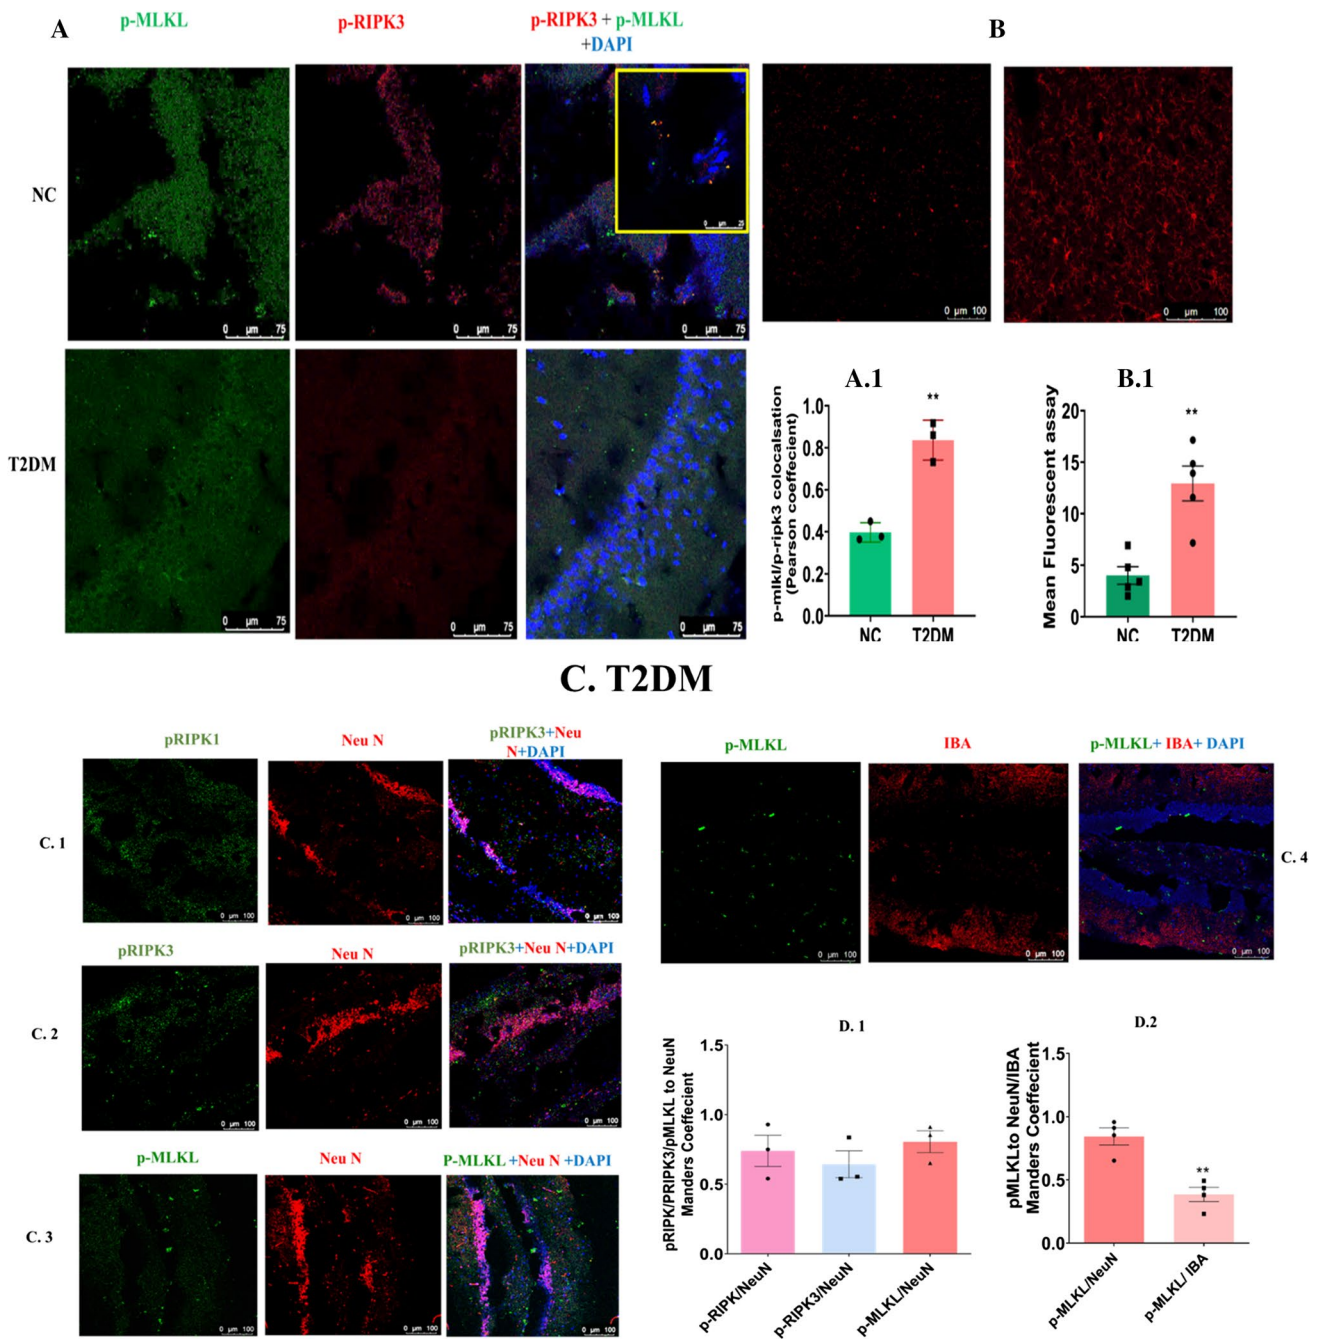 A
p-MLKL
p-RIPK3
p-RIPK3 + p-MLKL
+DAPI
B
NC
0 µm 25
0 µm 75
0 µm 75
0 µm 75
0 µm 100
0 µm 100
T2DM
0 µm 75
0 µm 75
0 µm 75
A.1
p-mlkl/p-ripk3 colocalsation
(Pearson coeffecient)
1.0
0.8
0.6
0.4
0.2
0.0
**
NC
T2DM
B.1
Mean Fluorescent assay
20
15
10
5
0
**
NC
T2DM
C. T2DM
pRIPK1
Neu N
pRIPK3+Neu
N+DAPI
C. 1
0 µm 100
0 µm 100
0 µm 100
p-MLKL
IBA
p-MLKL+ IBA+ DAPI
C. 4
0 µm 100
0 µm 100
0 µm 100
pRIPK3
Neu N
pRIPK3+Neu N+DAPI
C. 2
0 µm 100
0 µm 100
0 µm 100
p-MLKL
Neu N
P-MLKL +Neu N +DAPI
C. 3
0 µm 100
0 µm 100
0 µm 100
D. 1
pRIPK/PRIPK3/pMLKL to NeuN
Manders Coeffecient
1.5
1.0
0.5
0.0
p-RIPK/NeuN
p-RIPK3/NeuN
p-MLKL/NeuN
D.2
pMLKLto NeuN/IBA
Manders Coeffecient
1.5
1.0
0.5
0.0
**
p-MLKL/NeuN
p-MLKL/ IBA